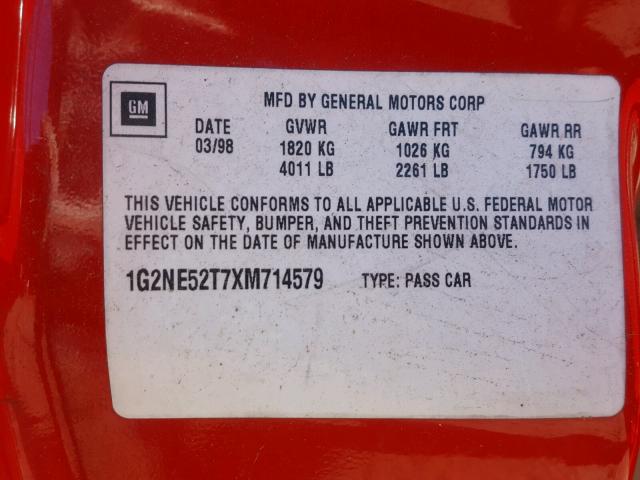 GM
MFD BY GENERAL MOTORS CORP
DATE GVWR GAWR FRT GAWR RR
03/98 1820 KG 1026 KG 794 KG
4011 LB 2261 LB 1750 LB
THIS VEHICLE CONFORMS TO ALL APPLICABLE U.S. FEDERAL MOTOR
VEHICLE SAFETY, BUMPER, AND THEFT PREVENTION STANDARDS IN
EFFECT ON THE DATE OF MANUFACTURE SHOWN ABOVE.
1G2NE52T7XM714579 TYPE: PASS CAR